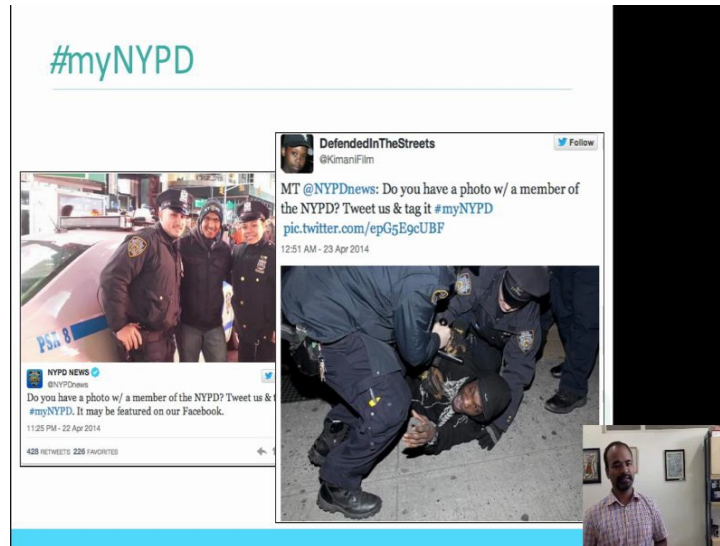 #myNYPD
PSA 8
NYPD NEWS
@NYPDnews
Do you have a photo w/ a member of the NYPD? Tweet us &
#myNYPD. It may be featured on our Facebook.
11:25 PM - 22 Apr 2014
428 RETWEETS 226 FAVORITES
DefendedInTheStreets
@KimaniFilm
Follow
MT @NYPDnews: Do you have a photo w/ a member of
the NYPD? Tweet us & tag it #myNYPD
pic.twitter.com/epG5E9cUBF
12:51 AM - 23 Apr 2014